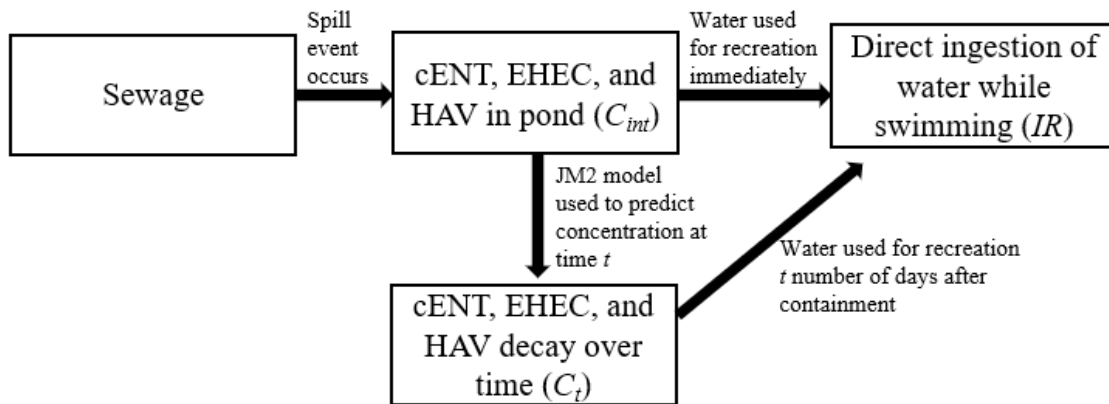 Sewage
Spill
event
occurs
cENT, EHEC, and
HAV in pond (C_int)
Water used
for recreation
immediately
Direct ingestion of
water while
swimming (IR)
JM2 model
used to predict
concentration at
time t
Water used for recreation
t number of days after
containment
cENT, EHEC, and
HAV decay over
time (C_t)